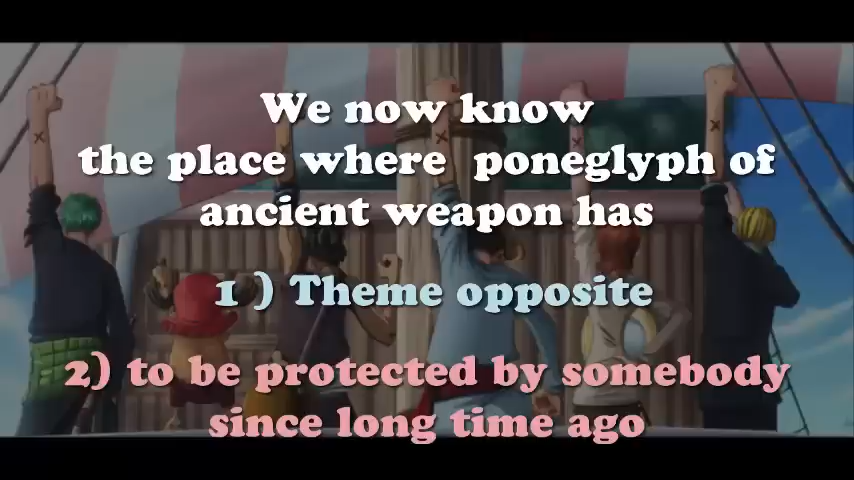 We now know
the place where poneglyph of
ancient weapon has
1 ) Theme opposite
2) to be protected by somebody
since long time ago